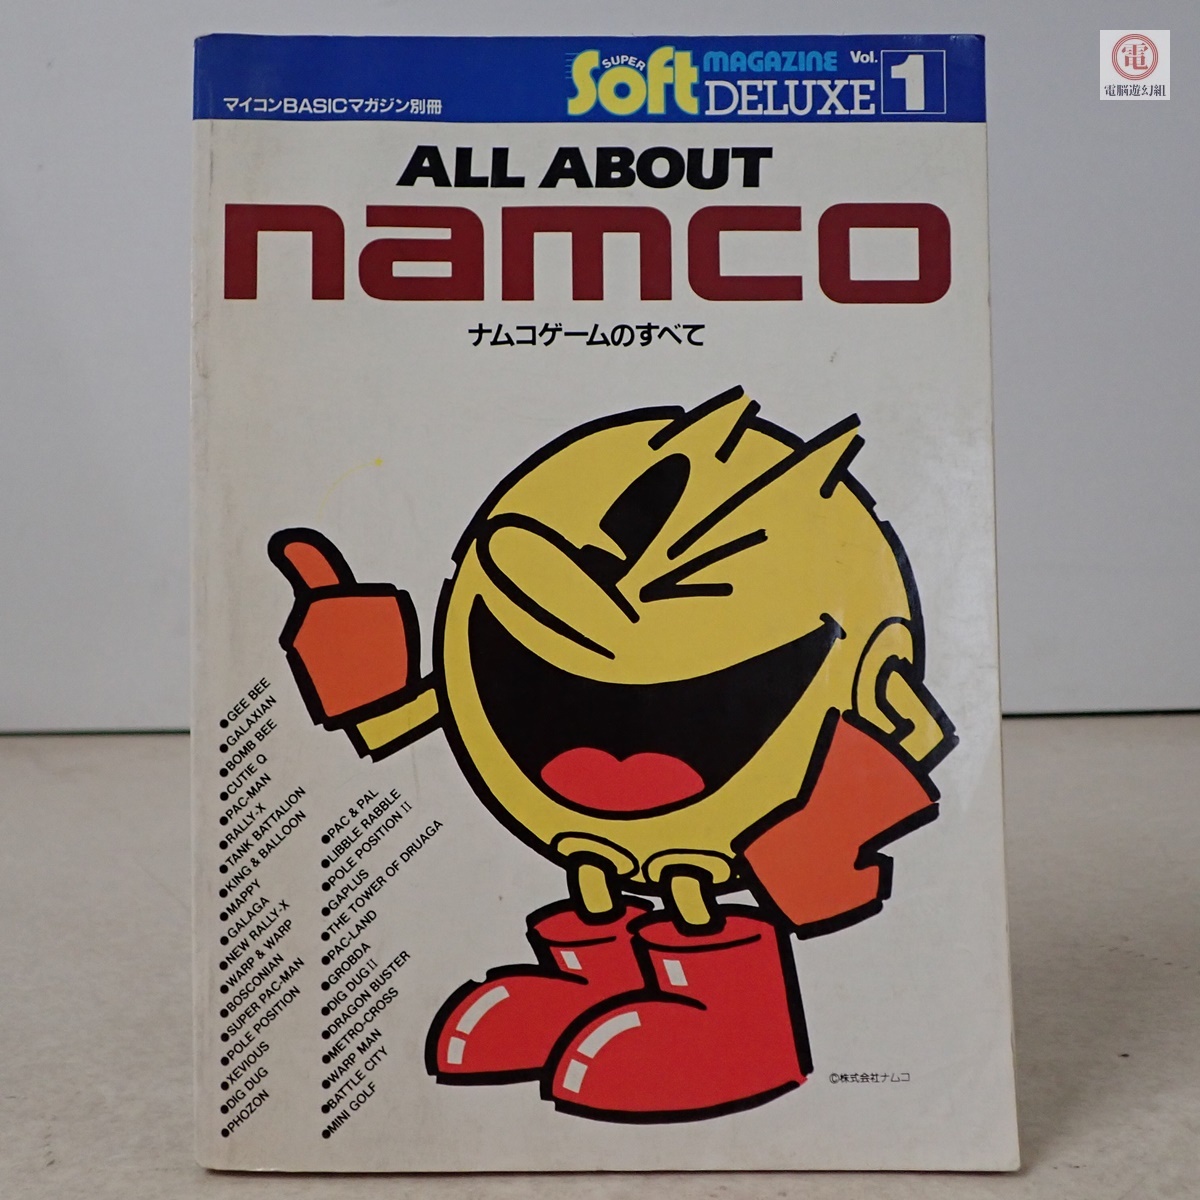 マイコンBASICマガジン別冊
SUPER
Soft MAGAZINE Vol. 1
DELUXE
電
電脳遊幻組
ALL ABOUT
namco
ナムコゲームのすべて
●GEE BEE
●GALAXIAN
●BOMB BEE
●CUTIE Q
●PAC-MAN
●RALLY-X
●TANK BATTALION
●KING & BALLOON
●MAPPY
●GALAGA
●NEW RALLY-X
●WARP & WARP
●BOSCONIAN
●SUPER PAC-MAN
●POLE POSITION
●XEVIOUS
●DIG DUG
●PHOZON
●PAC & PAL
●LIBBLE RABBLE
●POLE POSITION II
●GAPLUS
●THE TOWER OF DRUAGA
●PAC-LAND
●GROBDA
●DIG DUG II
●DRAGON BUSTER
●METRO-CROSS
●WARP MAN
●BATTLE CITY
●MINI GOLF
©株式会社ナムコ